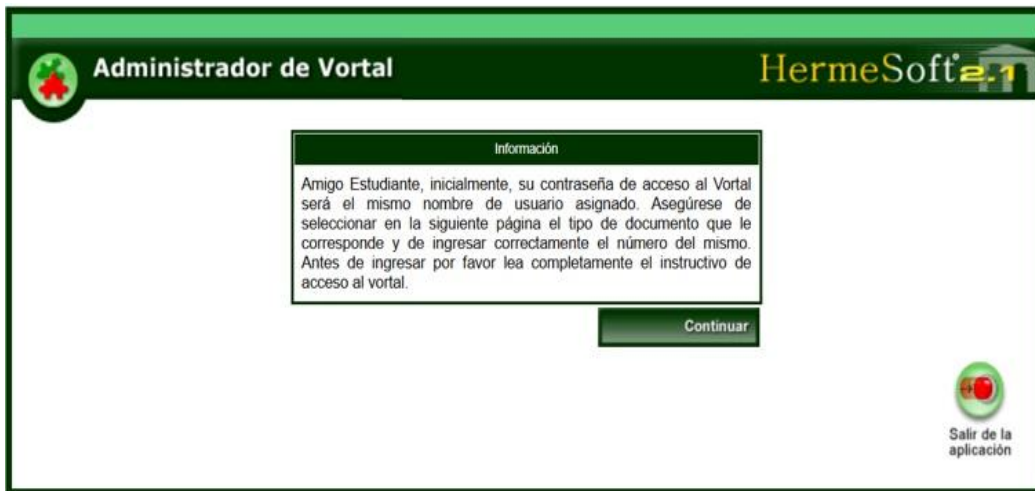 Administrador de Vortal
HermeSoft 2.1
Información
Amigo Estudiante, inicialmente, su contraseña de acceso al Vortal
será el mismo nombre de usuario asignado. Asegúrese de
seleccionar en la siguiente página el tipo de documento que le
corresponde y de ingresar correctamente el número del mismo.
Antes de ingresar por favor lea completamente el instructivo de
acceso al vortal.
Continuar
Salir de la
aplicación